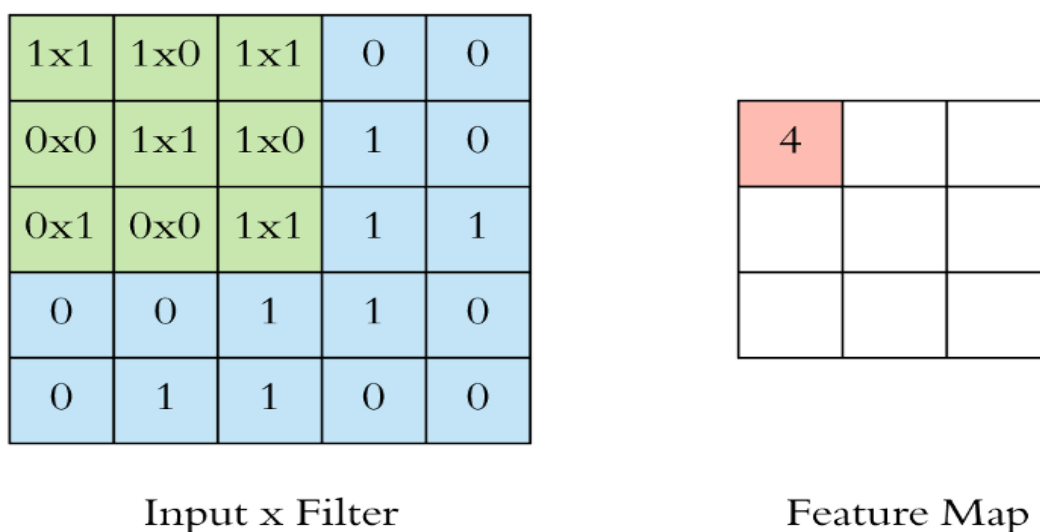 1x1 1x0 1x1 0 0
0x0 1x1 1x0 1 0
4
0x1 0x0 1x1 1 1
0 0 1 1 0
0 1 1 0 0
Input x Filter
Feature Map